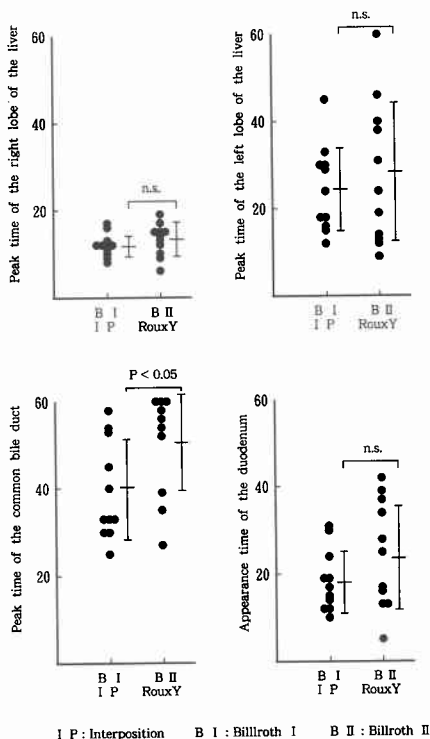 Peak time of the right lobe of the liver
60
40
20
n.s.
B I
I P
B II
RouxY
Peak time of the left lobe of the liver
60
40
20
n.s.
B I
I P
B II
RouxY
Peak time of the common bile duct
60
40
20
P < 0.05
B I
I P
B II
RouxY
Appearance time of the duodenum
60
40
20
n.s.
B I
I P
B II
RouxY
I P : Interposition B I : Billlroth I B II : Billroth II